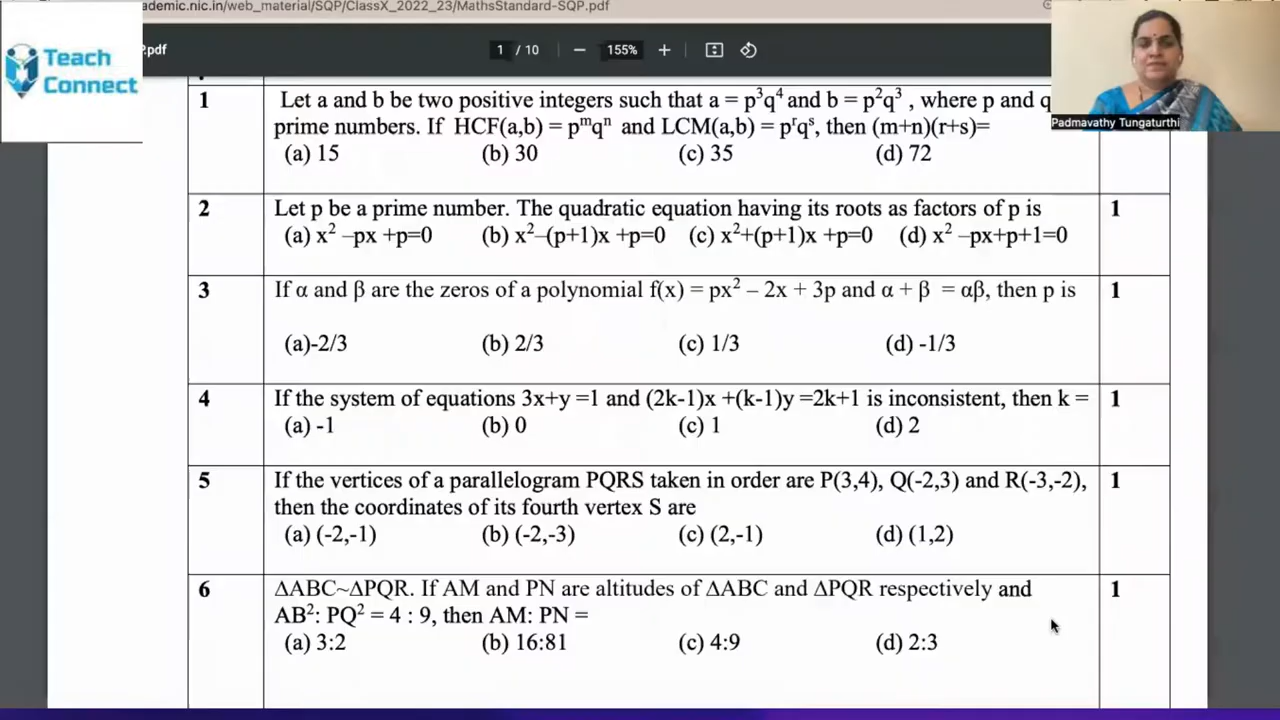 ademic.nic.in/web_material/SQP/ClassX_2022_23/MathsStandard-SQP.pdf
Teach
Connect
.pdf
1 / 10 − 155% +
Padmavathy Tungaturthi
1 Let a and b be two positive integers such that a = p³q⁴ and b = p²q³ , where p and q
prime numbers. If HCF(a,b) = pᵐqⁿ and LCM(a,b) = pʳqˢ, then (m+n)(r+s)=
(a) 15 (b) 30 (c) 35 (d) 72
2 Let p be a prime number. The quadratic equation having its roots as factors of p is 1
(a) x² –px +p=0 (b) x²–(p+1)x +p=0 (c) x²+(p+1)x +p=0 (d) x² –px+p+1=0
3 If α and β are the zeros of a polynomial f(x) = px² – 2x + 3p and α + β = αβ, then p is 1
(a)-2/3 (b) 2/3 (c) 1/3 (d) -1/3
4 If the system of equations 3x+y =1 and (2k-1)x +(k-1)y =2k+1 is inconsistent, then k = 1
(a) -1 (b) 0 (c) 1 (d) 2
5 If the vertices of a parallelogram PQRS taken in order are P(3,4), Q(-2,3) and R(-3,-2), 1
then the coordinates of its fourth vertex S are
(a) (-2,-1) (b) (-2,-3) (c) (2,-1) (d) (1,2)
6 ΔABC~ΔPQR. If AM and PN are altitudes of ΔABC and ΔPQR respectively and 1
AB²: PQ² = 4 : 9, then AM: PN =
(a) 3:2 (b) 16:81 (c) 4:9 (d) 2:3